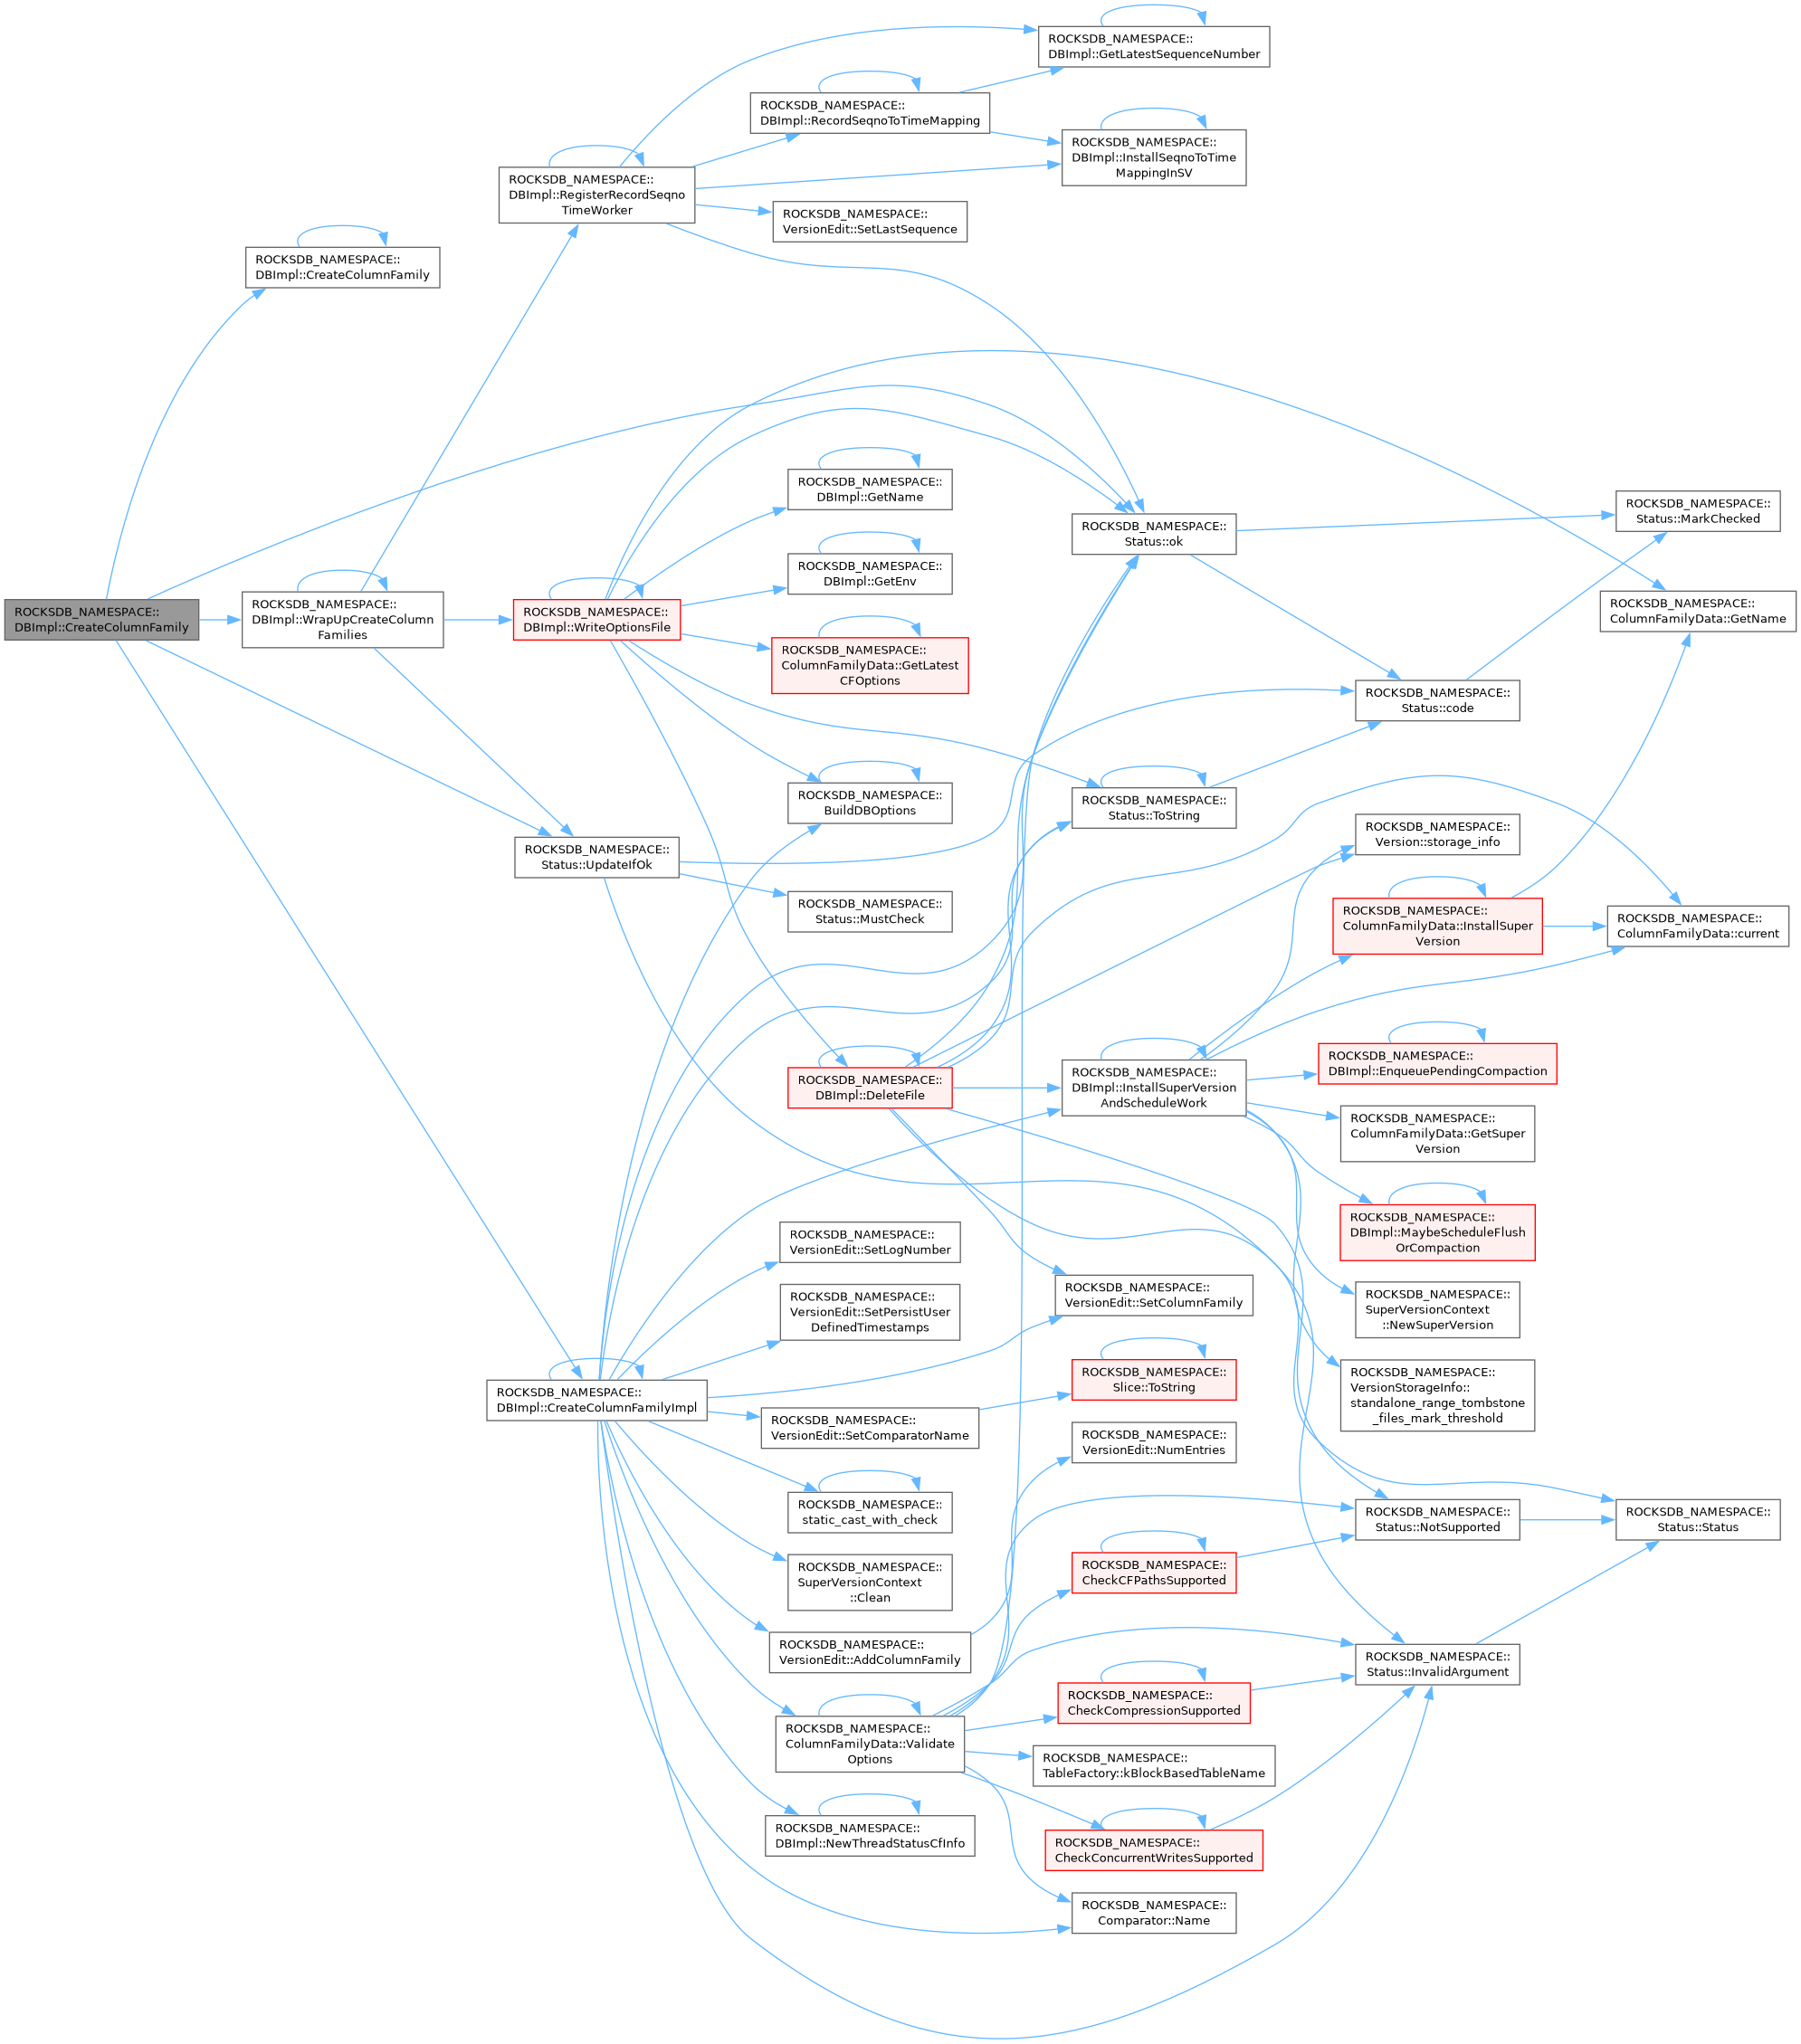 ROCKSDB_NAMESPACE::
DBImpl::CreateColumnFamily
ROCKSDB_NAMESPACE::
DBImpl::CreateColumnFamily
ROCKSDB_NAMESPACE::
DBImpl::WrapUpCreateColumn
Families
ROCKSDB_NAMESPACE::
DBImpl::RegisterRecordSeqno
TimeWorker
ROCKSDB_NAMESPACE::
DBImpl::WriteOptionsFile
ROCKSDB_NAMESPACE::
Status::UpdateIfOk
ROCKSDB_NAMESPACE::
DBImpl::CreateColumnFamilyImpl
ROCKSDB_NAMESPACE::
DBImpl::RecordSeqnoToTimeMapping
ROCKSDB_NAMESPACE::
VersionEdit::SetLastSequence
ROCKSDB_NAMESPACE::
DBImpl::GetName
ROCKSDB_NAMESPACE::
DBImpl::GetEnv
ROCKSDB_NAMESPACE::
ColumnFamilyData::GetLatest
CFOptions
ROCKSDB_NAMESPACE::
BuildDBOptions
ROCKSDB_NAMESPACE::
Status::MustCheck
ROCKSDB_NAMESPACE::
DBImpl::DeleteFile
ROCKSDB_NAMESPACE::
VersionEdit::SetLogNumber
ROCKSDB_NAMESPACE::
VersionEdit::SetPersistUser
DefinedTimestamps
ROCKSDB_NAMESPACE::
VersionEdit::SetComparatorName
ROCKSDB_NAMESPACE::
static_cast_with_check
ROCKSDB_NAMESPACE::
SuperVersionContext
::Clean
ROCKSDB_NAMESPACE::
VersionEdit::AddColumnFamily
ROCKSDB_NAMESPACE::
ColumnFamilyData::Validate
Options
ROCKSDB_NAMESPACE::
DBImpl::NewThreadStatusCfInfo
ROCKSDB_NAMESPACE::
DBImpl::GetLatestSequenceNumber
ROCKSDB_NAMESPACE::
DBImpl::InstallSeqnoToTime
MappingInSV
ROCKSDB_NAMESPACE::
Status::ok
ROCKSDB_NAMESPACE::
Status::ToString
ROCKSDB_NAMESPACE::
DBImpl::InstallSuperVersion
AndScheduleWork
ROCKSDB_NAMESPACE::
VersionEdit::SetColumnFamily
ROCKSDB_NAMESPACE::
Slice::ToString
ROCKSDB_NAMESPACE::
VersionEdit::NumEntries
ROCKSDB_NAMESPACE::
CheckCFPathsSupported
ROCKSDB_NAMESPACE::
CheckCompressionSupported
ROCKSDB_NAMESPACE::
TableFactory::kBlockBasedTableName
ROCKSDB_NAMESPACE::
CheckConcurrentWritesSupported
ROCKSDB_NAMESPACE::
Comparator::Name
ROCKSDB_NAMESPACE::
Status::code
ROCKSDB_NAMESPACE::
Version::storage_info
ROCKSDB_NAMESPACE::
ColumnFamilyData::InstallSuper
Version
ROCKSDB_NAMESPACE::
DBImpl::EnqueuePendingCompaction
ROCKSDB_NAMESPACE::
ColumnFamilyData::GetSuper
Version
ROCKSDB_NAMESPACE::
DBImpl::MaybeScheduleFlush
OrCompaction
ROCKSDB_NAMESPACE::
SuperVersionContext
::NewSuperVersion
ROCKSDB_NAMESPACE::
VersionStorageInfo::
standalone_range_tombstone
_files_mark_threshold
ROCKSDB_NAMESPACE::
Status::NotSupported
ROCKSDB_NAMESPACE::
Status::InvalidArgument
ROCKSDB_NAMESPACE::
Status::MarkChecked
ROCKSDB_NAMESPACE::
ColumnFamilyData::GetName
ROCKSDB_NAMESPACE::
ColumnFamilyData::current
ROCKSDB_NAMESPACE::
Status::Status